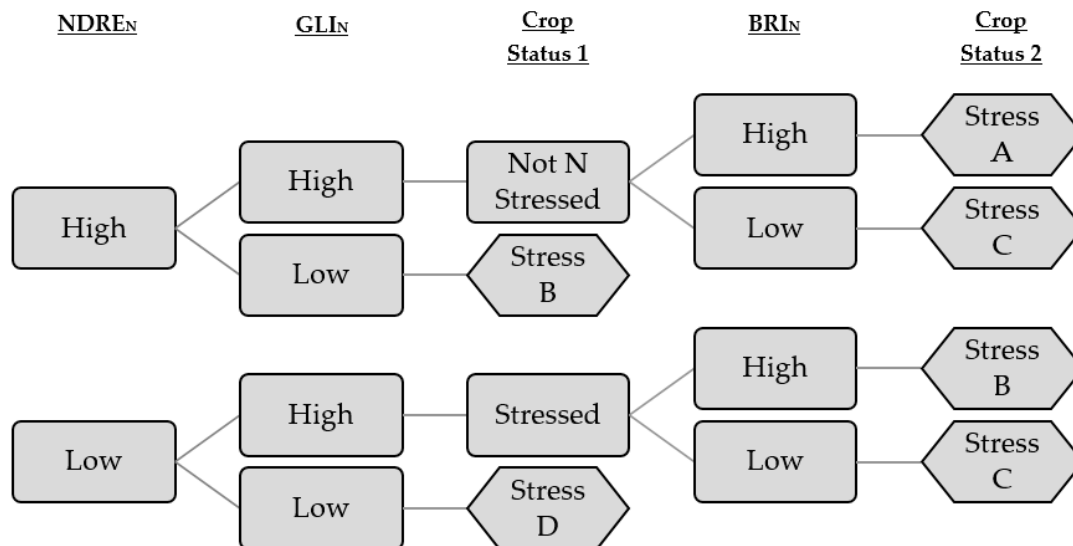 NDREN
GLIN
Crop
Status 1
BRIN
Crop
Status 2
High
High
Not N
Stressed
High
Stress
A
Low
Stress
C
Low
Stress
B
Low
High
Stressed
High
Stress
B
Low
Stress
C
Low
Stress
D